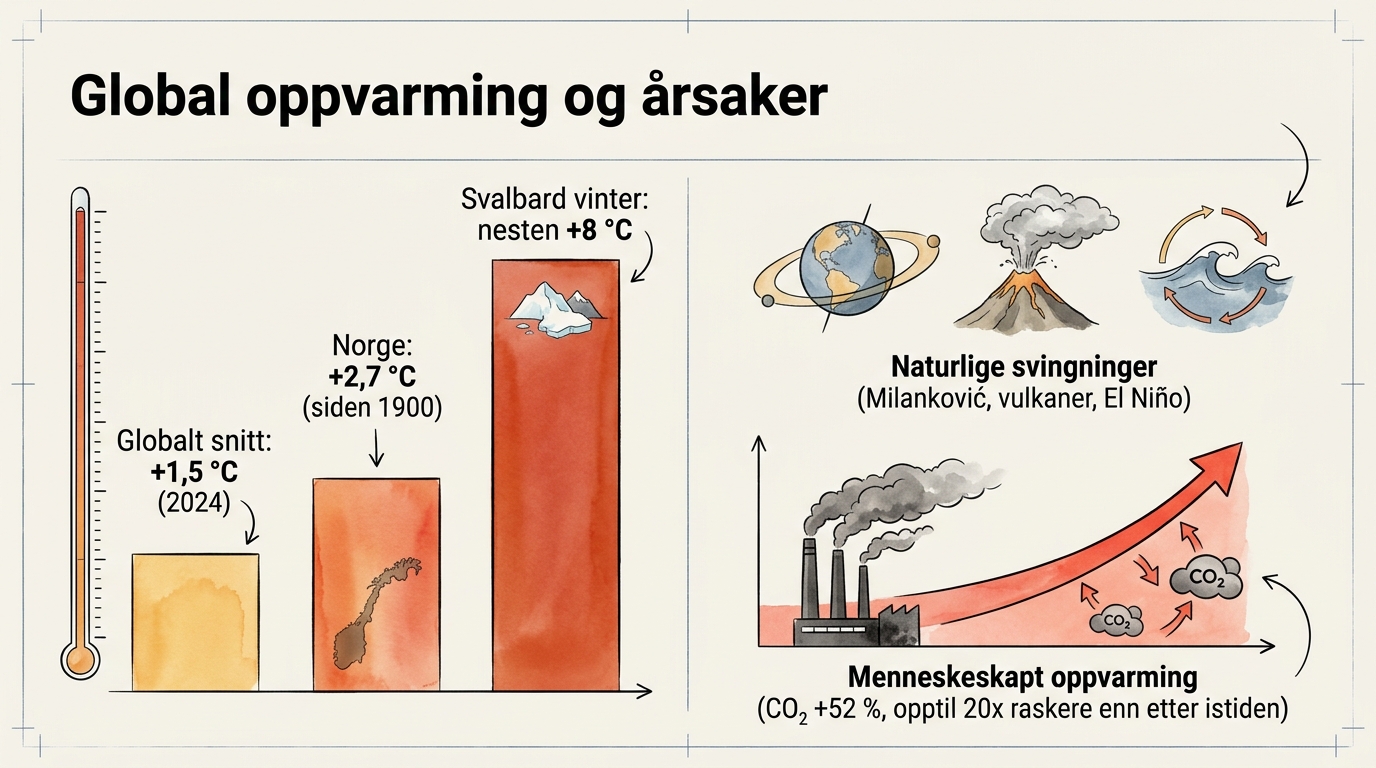 Global oppvarming og årsaker
Globalt snitt:
+1,5 °C
(2024)
Norge:
+2,7 °C
(siden 1900)
Svalbard vinter:
nesten +8 °C
Naturlige svingninger
(Milanković, vulkaner, El Niño)
CO₂
CO₂
Menneskeskapt oppvarming
(CO₂ +52 %, opptil 20x raskere enn etter istiden)